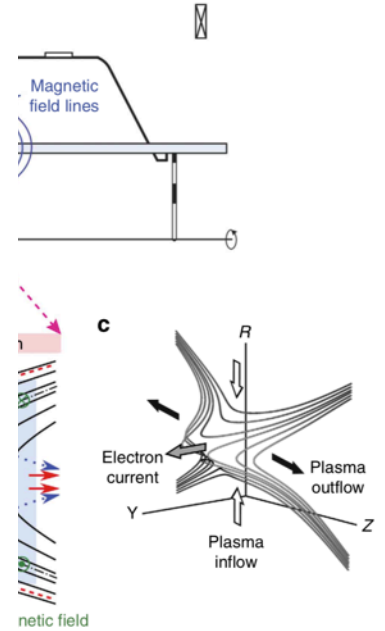 Magnetic
field lines
c
R
Electron
current
Plasma
outflow
Y
Z
Plasma
inflow
netic field